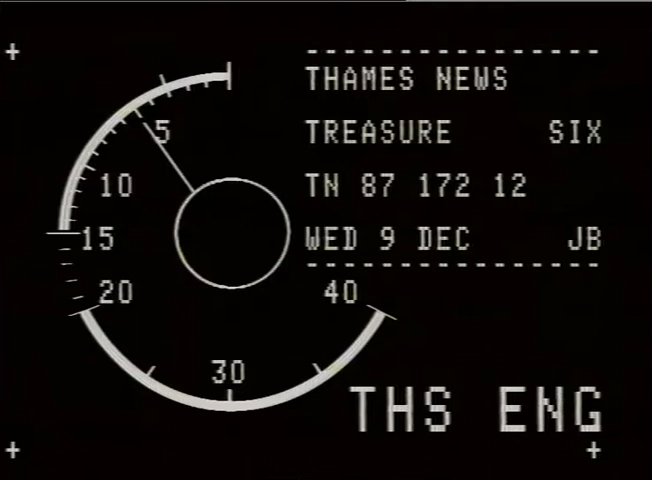 THAMES NEWS
TREASURE SIX
TN 87 172 12
WED 9 DEC JB
5
10
15
20
30
40
THS ENG